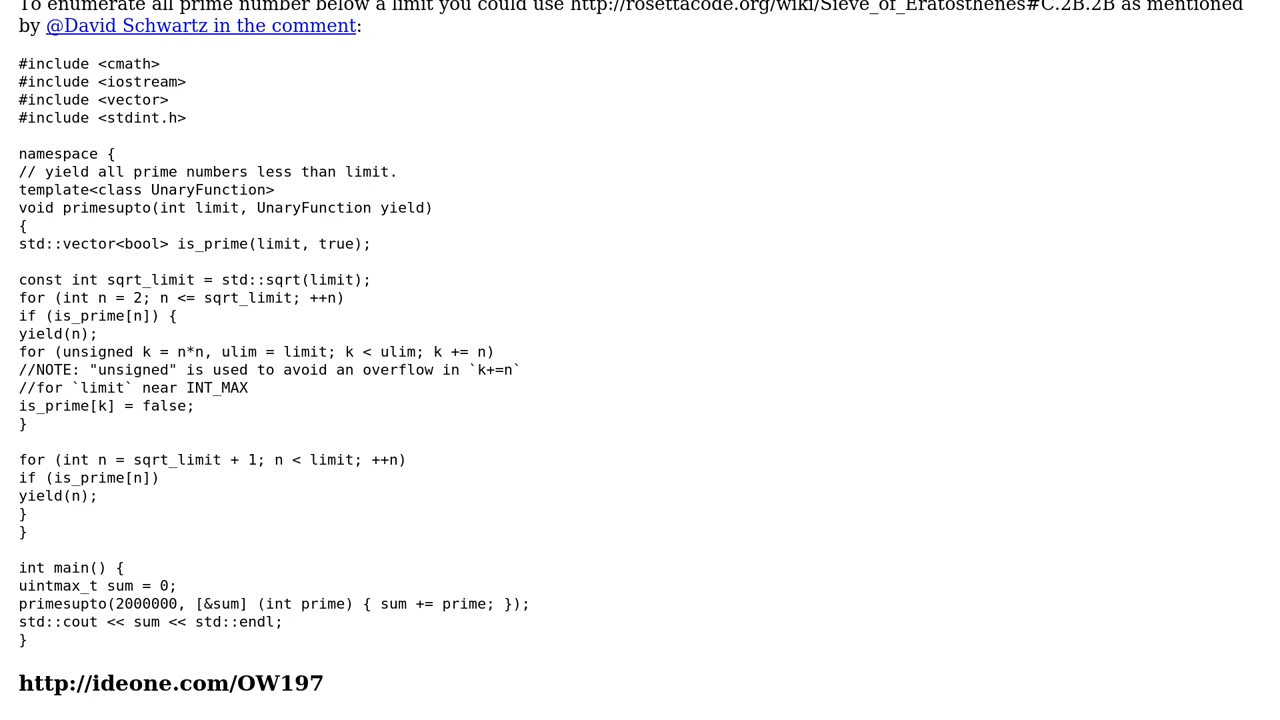 To enumerate all prime number below a limit you could use http://rosettacode.org/wiki/Sieve_of_Eratosthenes#C.2B.2B as mentioned
by @David Schwartz in the comment:
#include <cmath>
#include <iostream>
#include <vector>
#include <stdint.h>
namespace {
// yield all prime numbers less than limit.
template<class UnaryFunction>
void primesupto(int limit, UnaryFunction yield)
{
std::vector<bool> is_prime(limit, true);
const int sqrt_limit = std::sqrt(limit);
for (int n = 2; n <= sqrt_limit; ++n)
if (is_prime[n]) {
yield(n);
for (unsigned k = n*n, ulim = limit; k < ulim; k += n)
//NOTE: "unsigned" is used to avoid an overflow in `k+=n`
//for `limit` near INT_MAX
is_prime[k] = false;
}
for (int n = sqrt_limit + 1; n < limit; ++n)
if (is_prime[n])
yield(n);
}
}
int main() {
uintmax_t sum = 0;
primesupto(2000000, [&sum] (int prime) { sum += prime; });
std::cout << sum << std::endl;
}
http://ideone.com/OW197